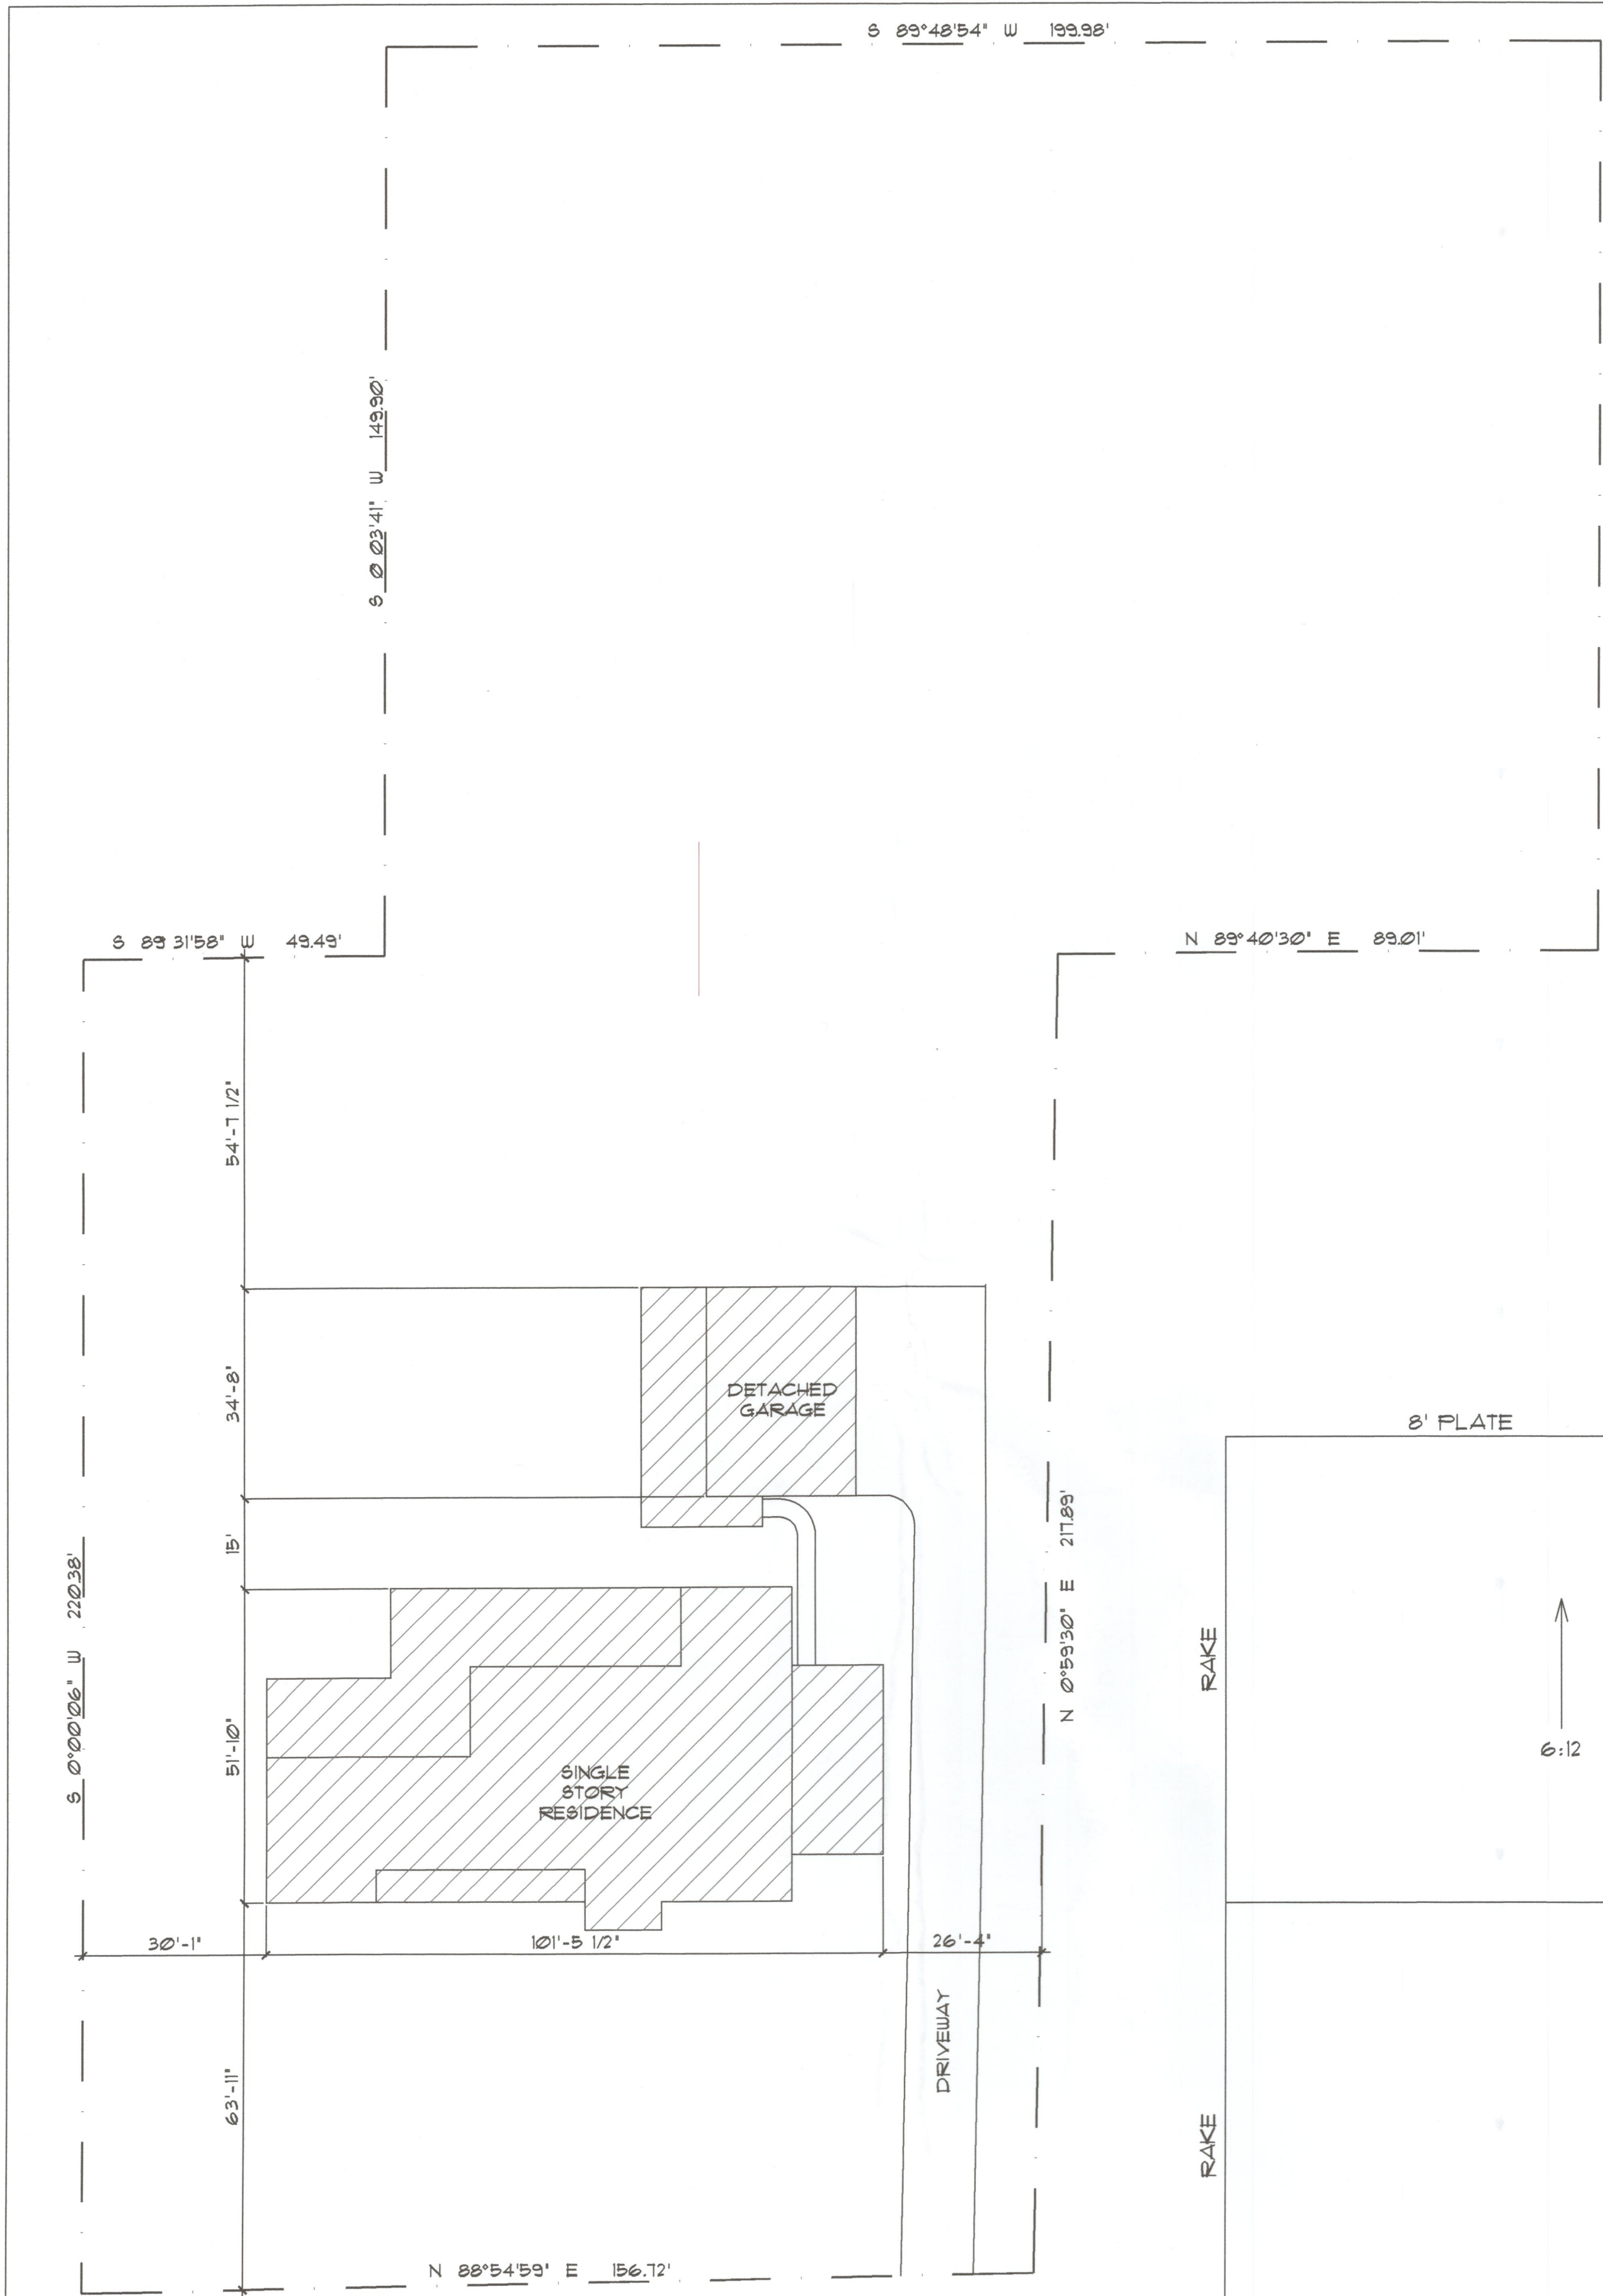 S 89°48'54" W 199.98'
S 0 03'41" W 149.90'
S 89 31'58" W 49.49'
N 89°40'30" E 89.01'
54'-7 1/2"
34'-8"
DETACHED
GARAGE
8' PLATE
15'
N 0°59'30" E 217.89'
S 0°00'06" W 220.38'
RAKE
51'-10"
6:12
SINGLE
STORY
RESIDENCE
30'-1"
101'-5 1/2"
26'-4"
DRIVEWAY
63'-11"
RAKE
N 88°54'59" E 156.72'